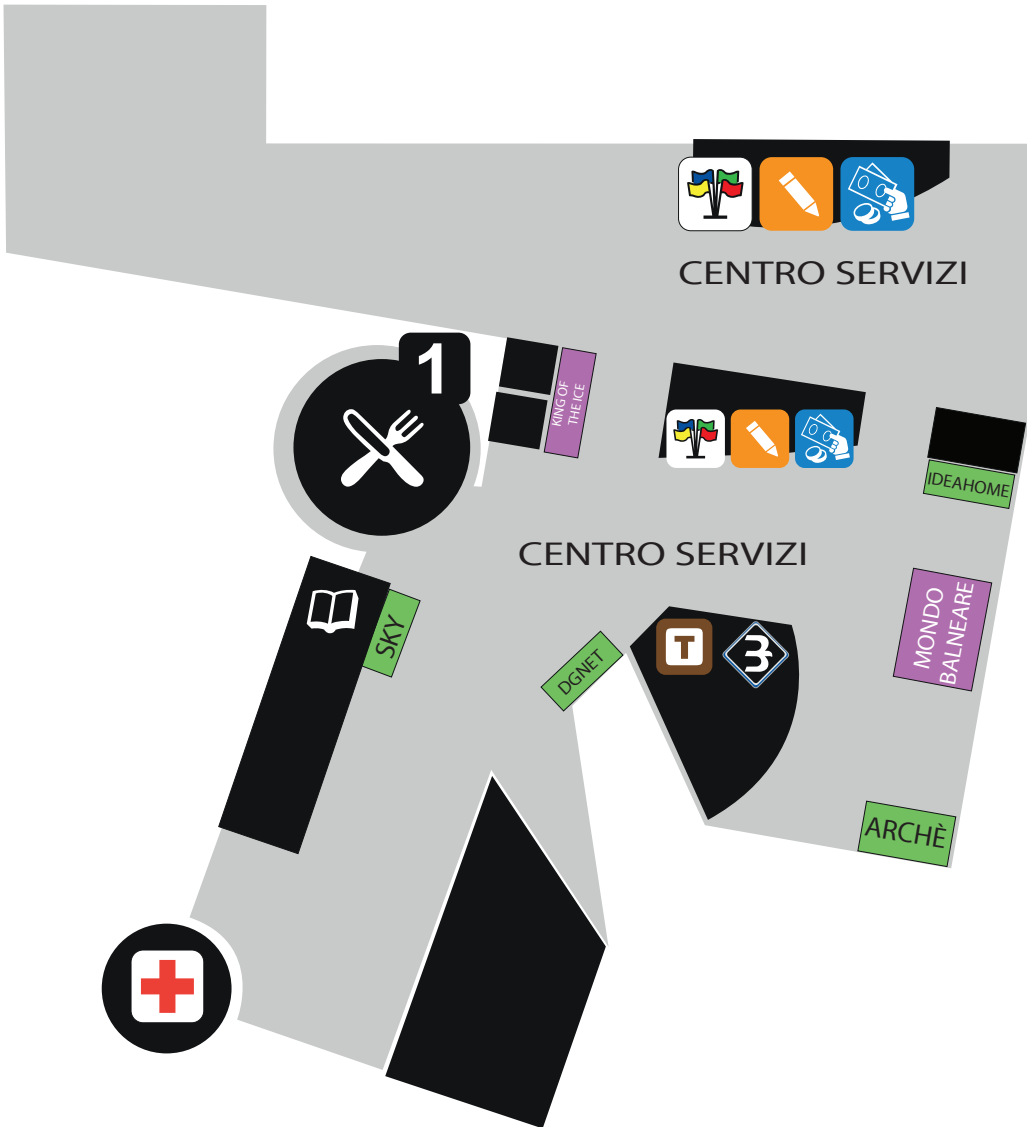 CENTRO SERVIZI
1
KING OF
THE ICE
IDEAHOME
CENTRO SERVIZI
SKY
DGNET
T
MONDO
BALNEARE
ARCHÈ